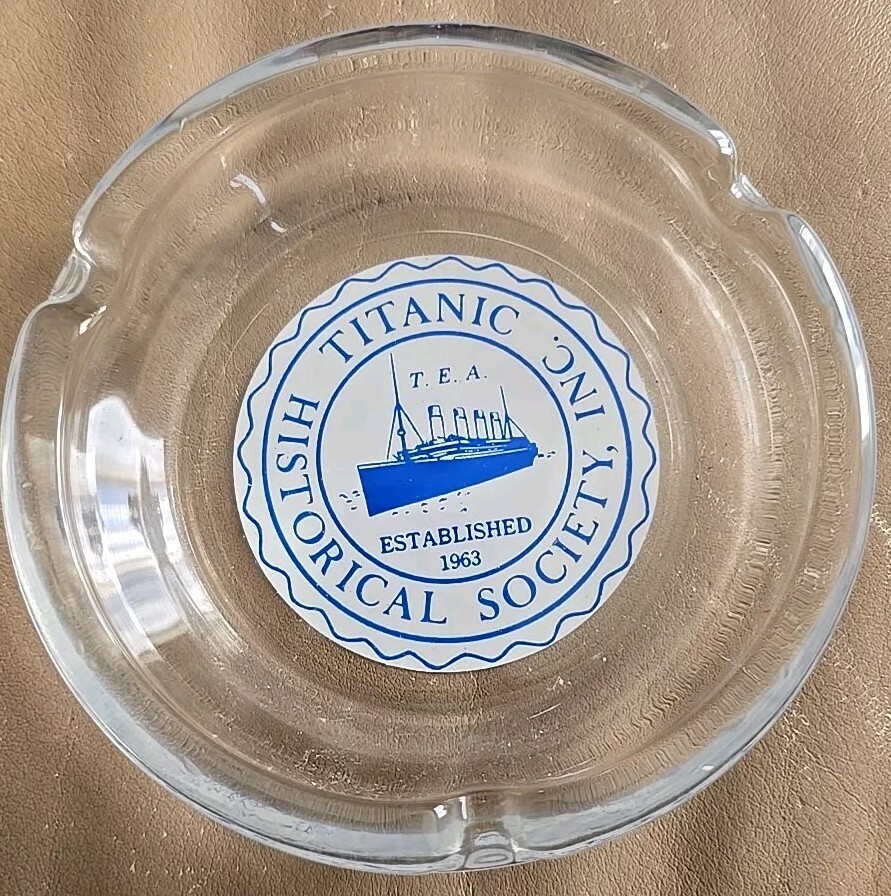 TITANIC HISTORICAL SOCIETY, INC.
T. E. A.
ESTABLISHED
1963